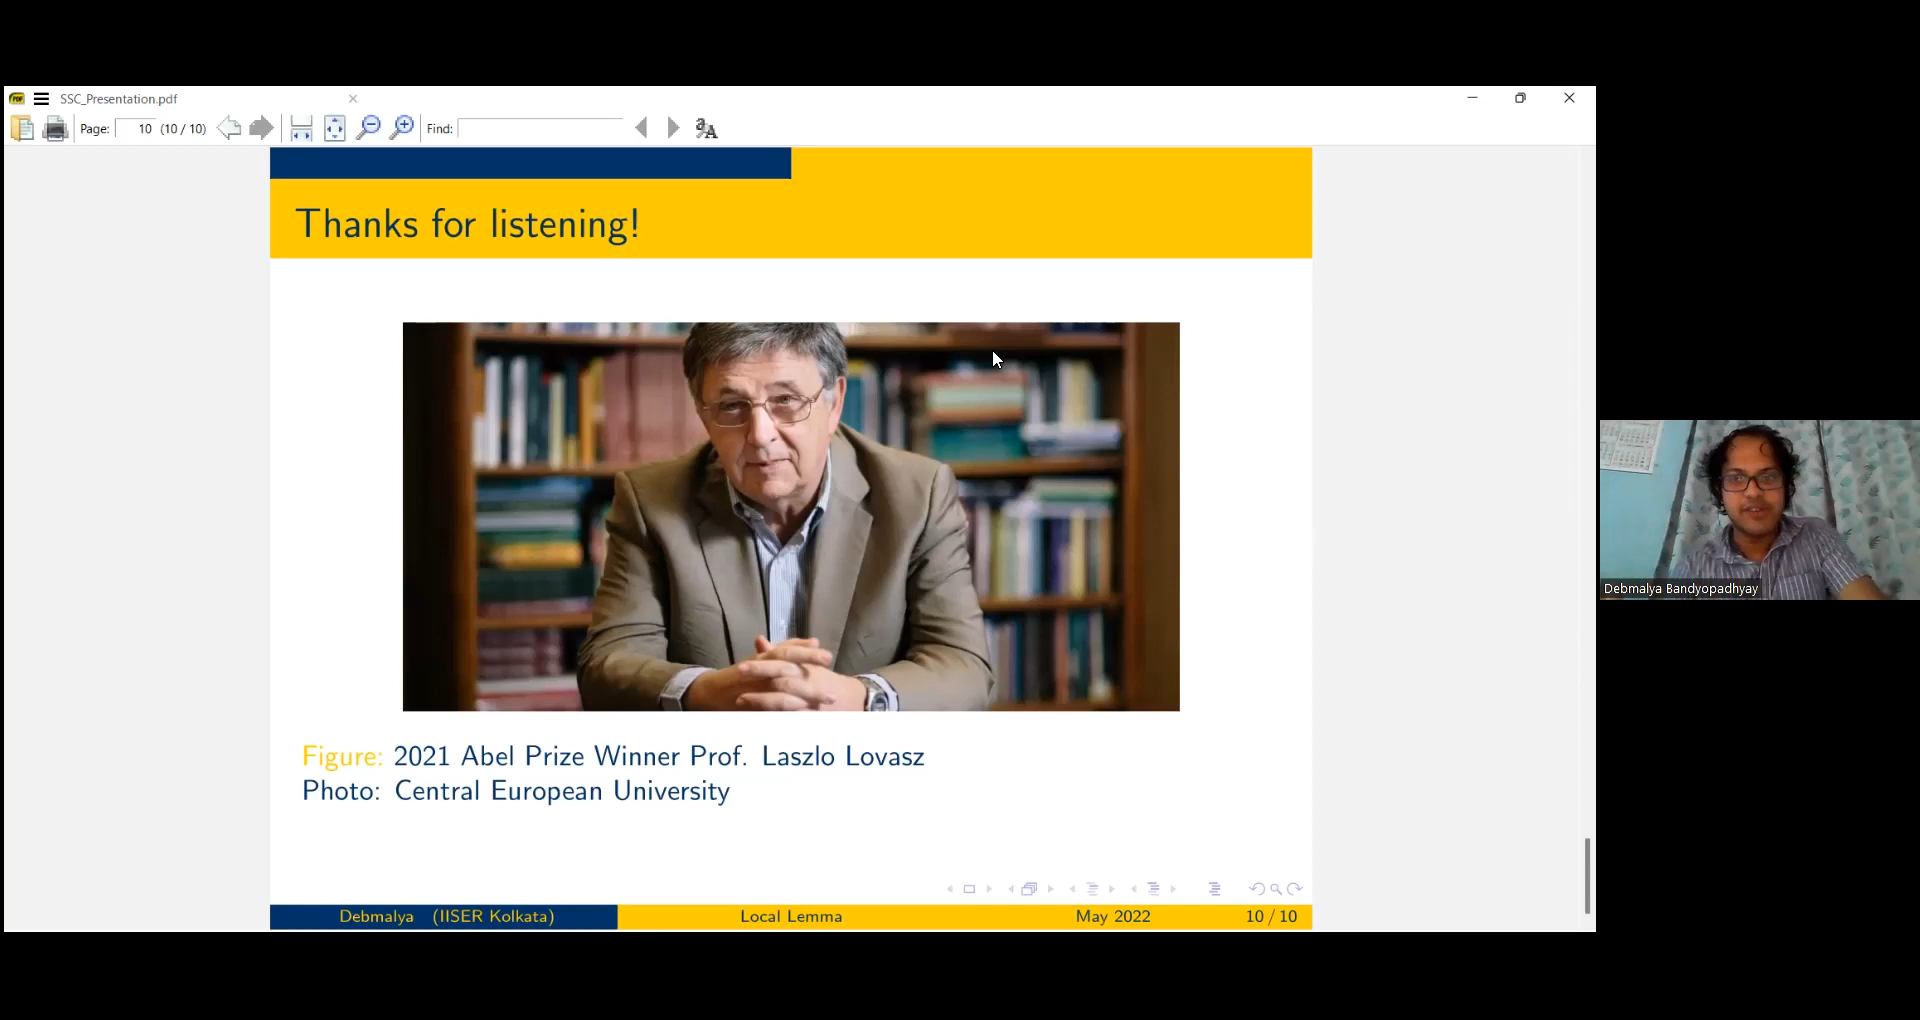 SSC_Presentation.pdf
Page: 10 (10 / 10) Find:
Thanks for listening!
Figure: 2021 Abel Prize Winner Prof. Laszlo Lovasz
Photo: Central European University
Debmalya (IISER Kolkata) Local Lemma May 2022 10 / 10
Debmalya Bandyopadhyay